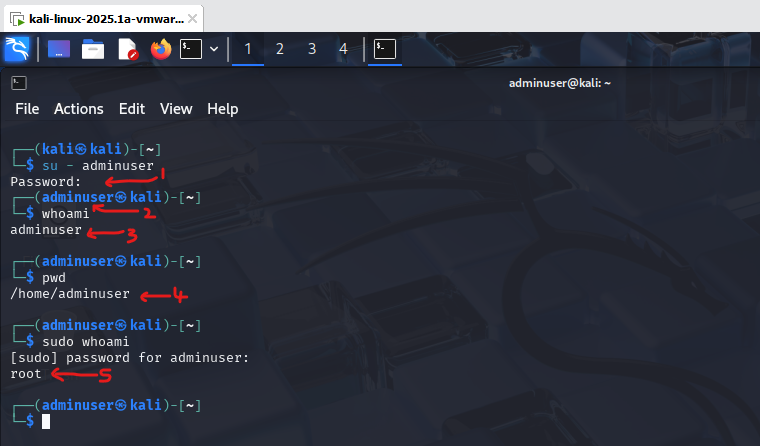 kali-linux-2025.1a-vmwar...
1 2 3 4
adminuser@kali: ~
File Actions Edit View Help
┌──(kali㉿kali)-[~]
└─$ su - adminuser
Password: 1
┌──(adminuser㉿kali)-[~]
└─$ whoami 2
adminuser 3
┌──(adminuser㉿kali)-[~]
└─$ pwd
/home/adminuser 4
┌──(adminuser㉿kali)-[~]
└─$ sudo whoami
[sudo] password for adminuser:
root 5
┌──(adminuser㉿kali)-[~]
└─$